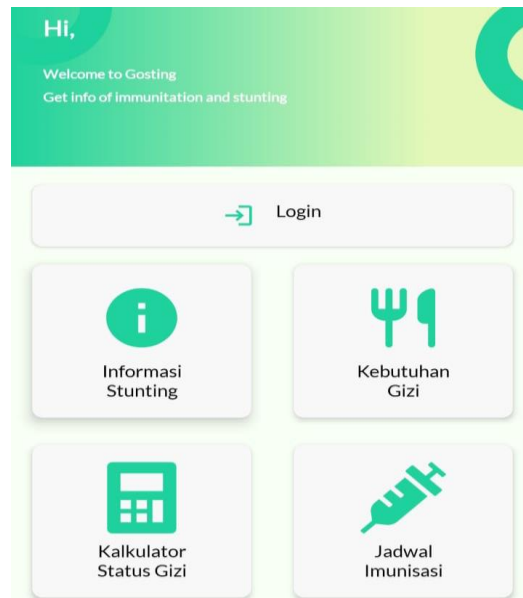 Hi,
Welcome to Gosting
Get info of immunitation and stunting
Login
Informasi
Stunting
Kebutuhan
Gizi
Kalkulator
Status Gizi
Jadwal
Imunisasi